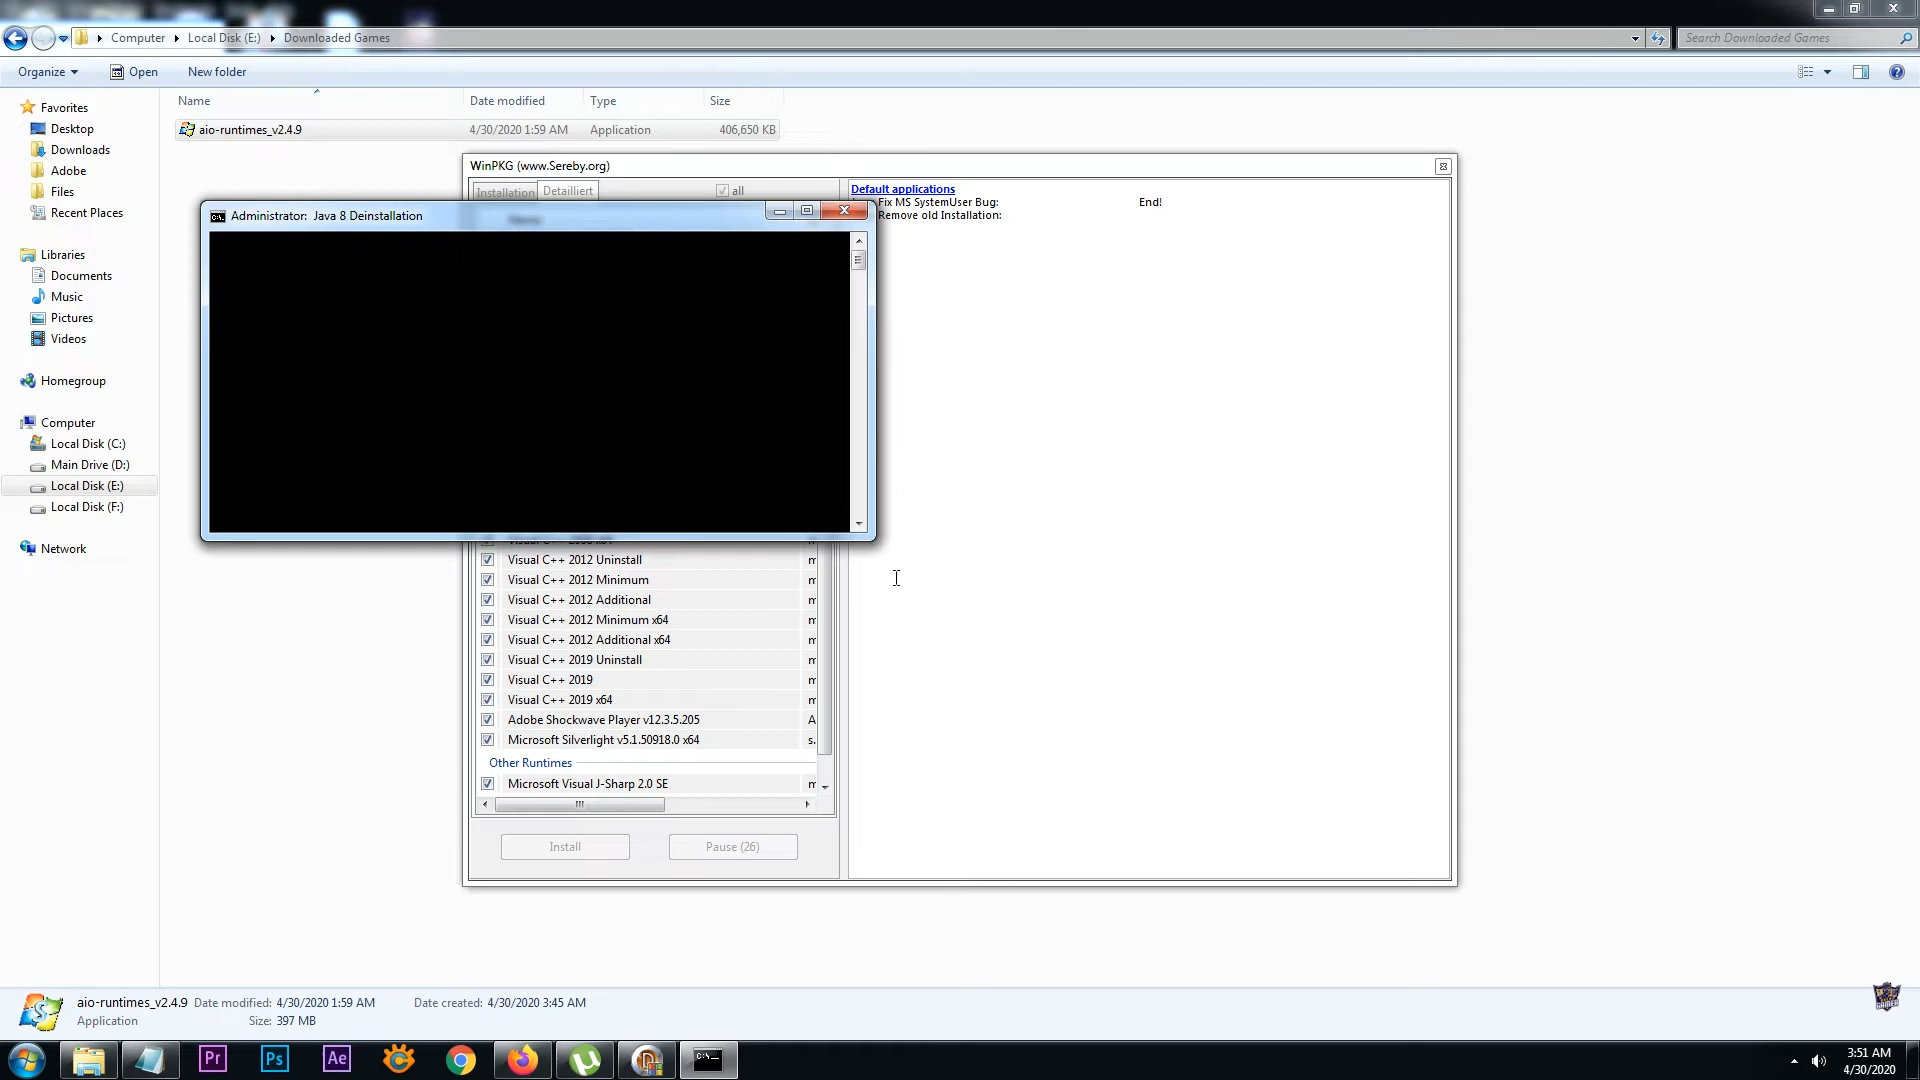 Computer
Local Disk (E:)
Downloaded Games
Search Downloaded Games
Organize
Open
New folder
Name
Date modified
Type
Size
aio-runtimes_v2.4.9
4/30/2020 1:59 AM
Application
406,650 KB
Favorites
Desktop
Downloads
Adobe
Files
Recent Places
Libraries
Documents
Music
Pictures
Videos
Homegroup
Computer
Local Disk (C:)
Main Drive (D:)
Local Disk (E:)
Local Disk (F:)
Network
WinPKG (www.Sereby.org)
Installation
Detailliert
all
Default applications
Fix MS SystemUser Bug:
End!
Remove old Installation:
Administrator: Java 8 Deinstallation
Name
Visual C++ 2012 Uninstall
m
Visual C++ 2012 Minimum
m
Visual C++ 2012 Additional
m
Visual C++ 2012 Minimum x64
m
Visual C++ 2012 Additional x64
m
Visual C++ 2019 Uninstall
m
Visual C++ 2019
m
Visual C++ 2019 x64
m
Adobe Shockwave Player v12.3.5.205
A
Microsoft Silverlight v5.1.50918.0 x64
s.
Other Runtimes
Microsoft Visual J-Sharp 2.0 SE
m
Install
Pause (26)
aio-runtimes_v2.4.9
Date modified: 4/30/2020 1:59 AM
Date created: 4/30/2020 3:45 AM
Application
Size: 397 MB
Pr
Ps
Ae
C:\_
3:51 AM
4/30/2020